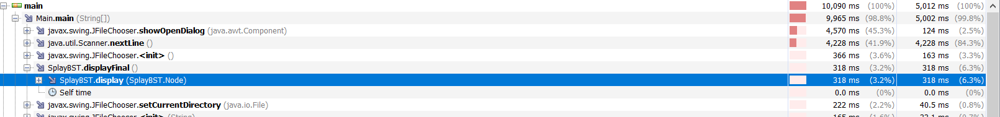 main 10,090 ms (100%) 5,012 ms (100%)
Main.main (String[]) 9,965 ms (98.8%) 5,002 ms (99.8%)
javax.swing.JFileChooser.showOpenDialog (java.awt.Component) 4,570 ms (45.3%) 124 ms (2.5%)
java.util.Scanner.nextLine () 4,228 ms (41.9%) 4,228 ms (84.3%)
javax.swing.JFileChooser.<init> () 366 ms (3.6%) 163 ms (3.3%)
SplayBST.displayFinal () 318 ms (3.2%) 318 ms (6.3%)
SplayBST.display (SplayBST.Node) 318 ms (3.2%) 318 ms (6.3%)
Self time 0.0 ms (0%) 0.0 ms (0%)
javax.swing.JFileChooser.setCurrentDirectory (java.io.File) 222 ms (2.2%) 40.5 ms (0.8%)
javax.swing.JFileChooser.<init> (String)